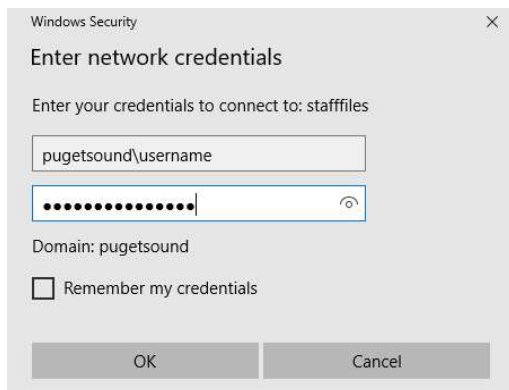 Windows Security
Enter network credentials
Enter your credentials to connect to: stafffiles
pugetsound\username
●●●●●●●●●●●●●●●
Domain: pugetsound
Remember my credentials
OK Cancel